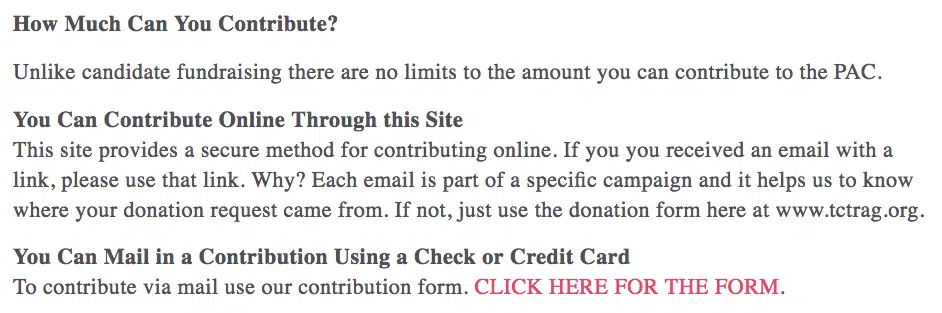 How Much Can You Contribute?
Unlike candidate fundraising there are no limits to the amount you can contribute to the PAC.
You Can Contribute Online Through this Site
This site provides a secure method for contributing online. If you you received an email with a
link, please use that link. Why? Each email is part of a specific campaign and it helps us to know
where your donation request came from. If not, just use the donation form here at www.tctrag.org.
You Can Mail in a Contribution Using a Check or Credit Card
To contribute via mail use our contribution form. CLICK HERE FOR THE FORM.